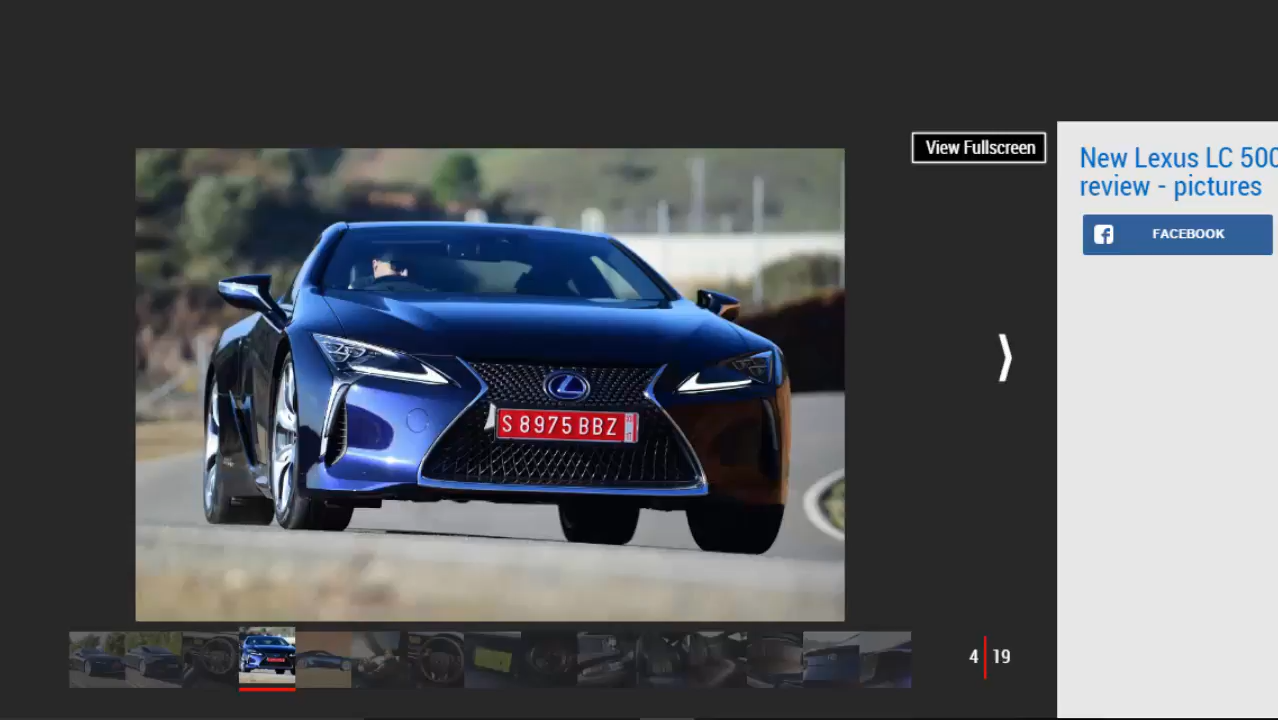 View Fullscreen
New Lexus LC 500
review - pictures
FACEBOOK
S 8975 BBZ
4 19